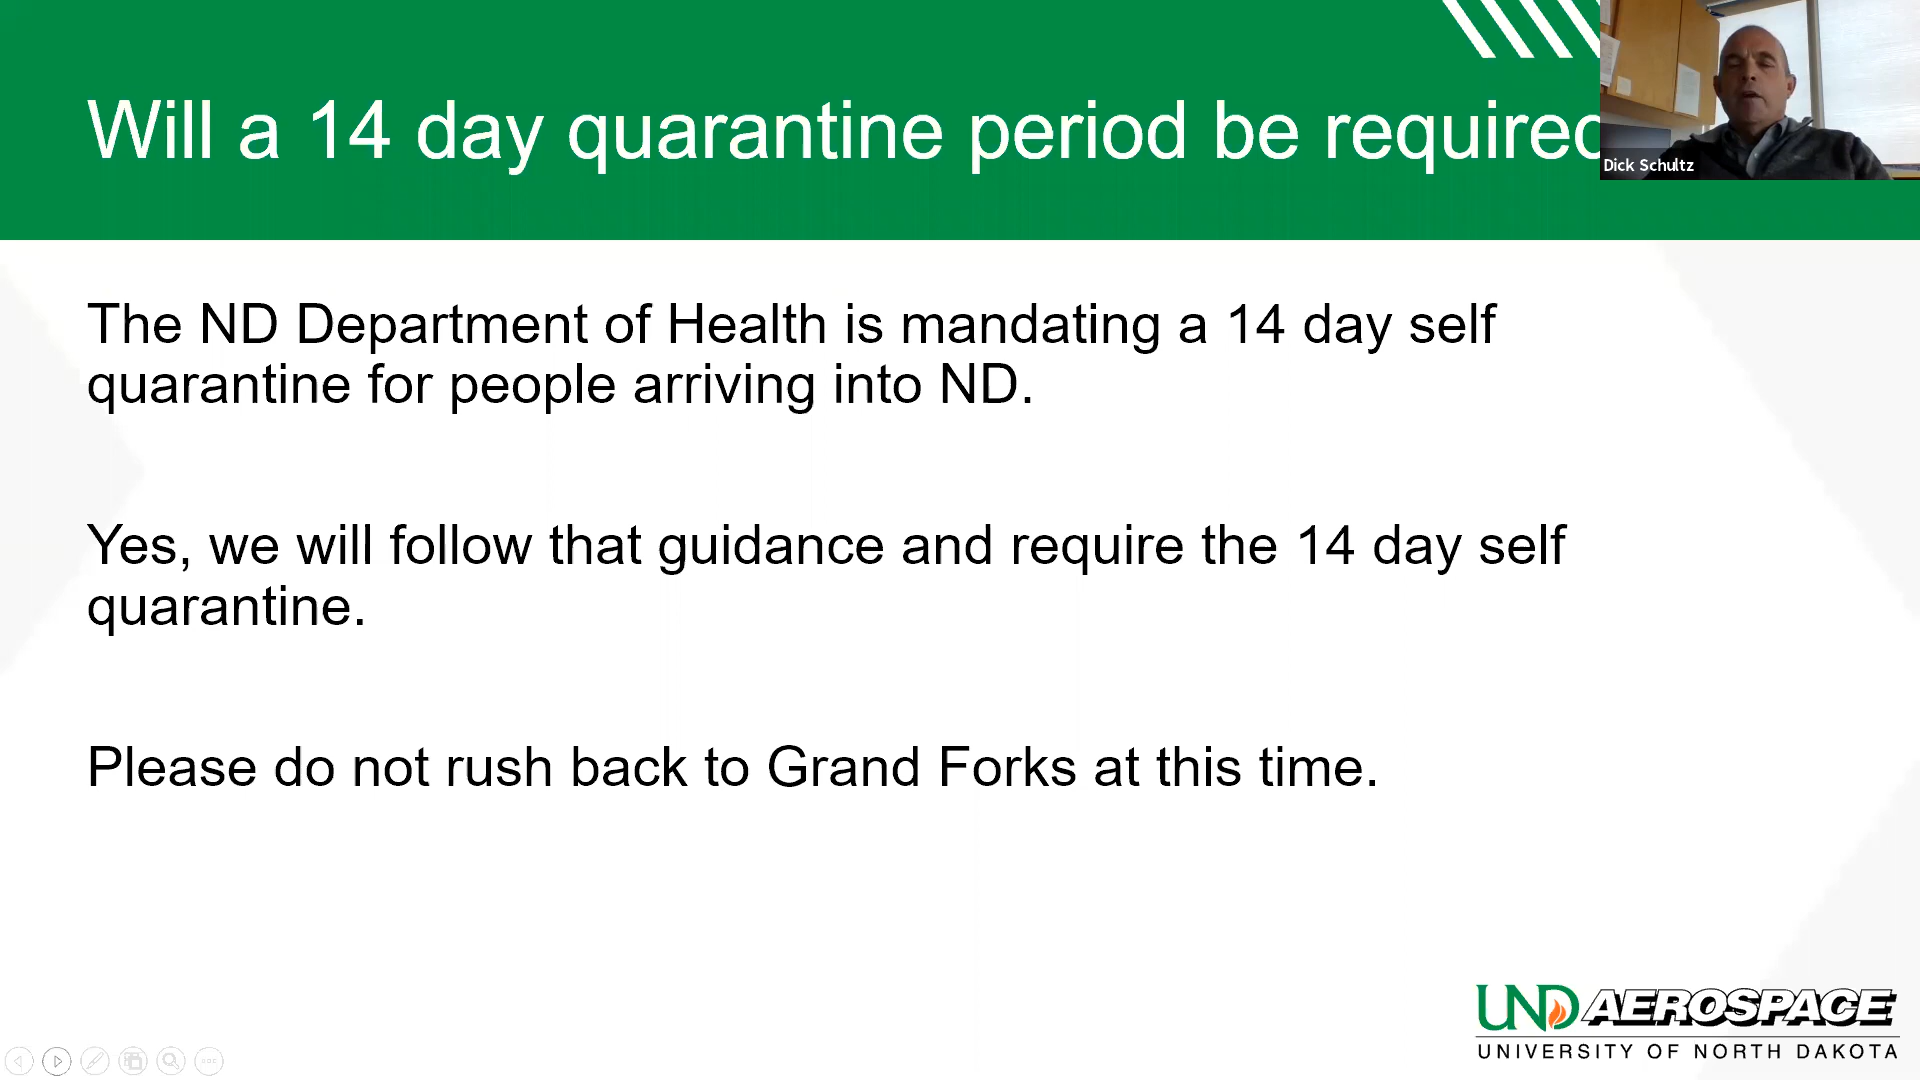 Will a 14 day quarantine period be required
Dick Schultz
The ND Department of Health is mandating a 14 day self
quarantine for people arriving into ND.
Yes, we will follow that guidance and require the 14 day self
quarantine.
Please do not rush back to Grand Forks at this time.
UND AEROSPACE
UNIVERSITY OF NORTH DAKOTA